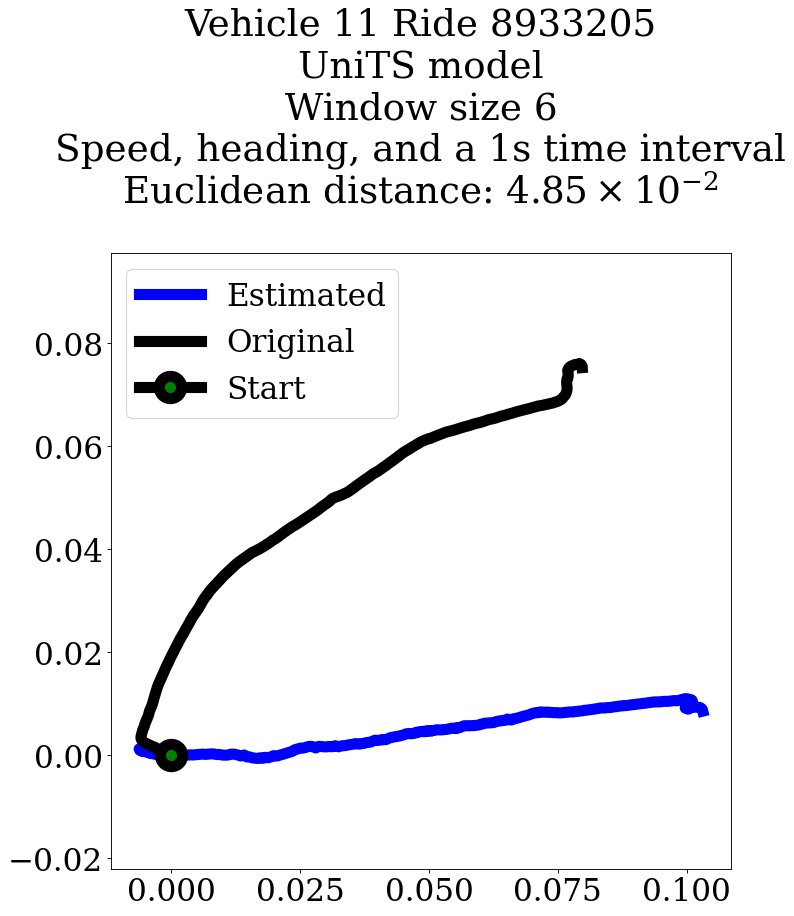 Vehicle 11 Ride 8933205
UniTS model
Window size 6
Speed, heading, and a 1s time interval
Euclidean distance: 4.85 × 10⁻²
Estimated
Original
Start
0.08
0.06
0.04
0.02
0.00
−0.02
0.000 0.025 0.050 0.075 0.100